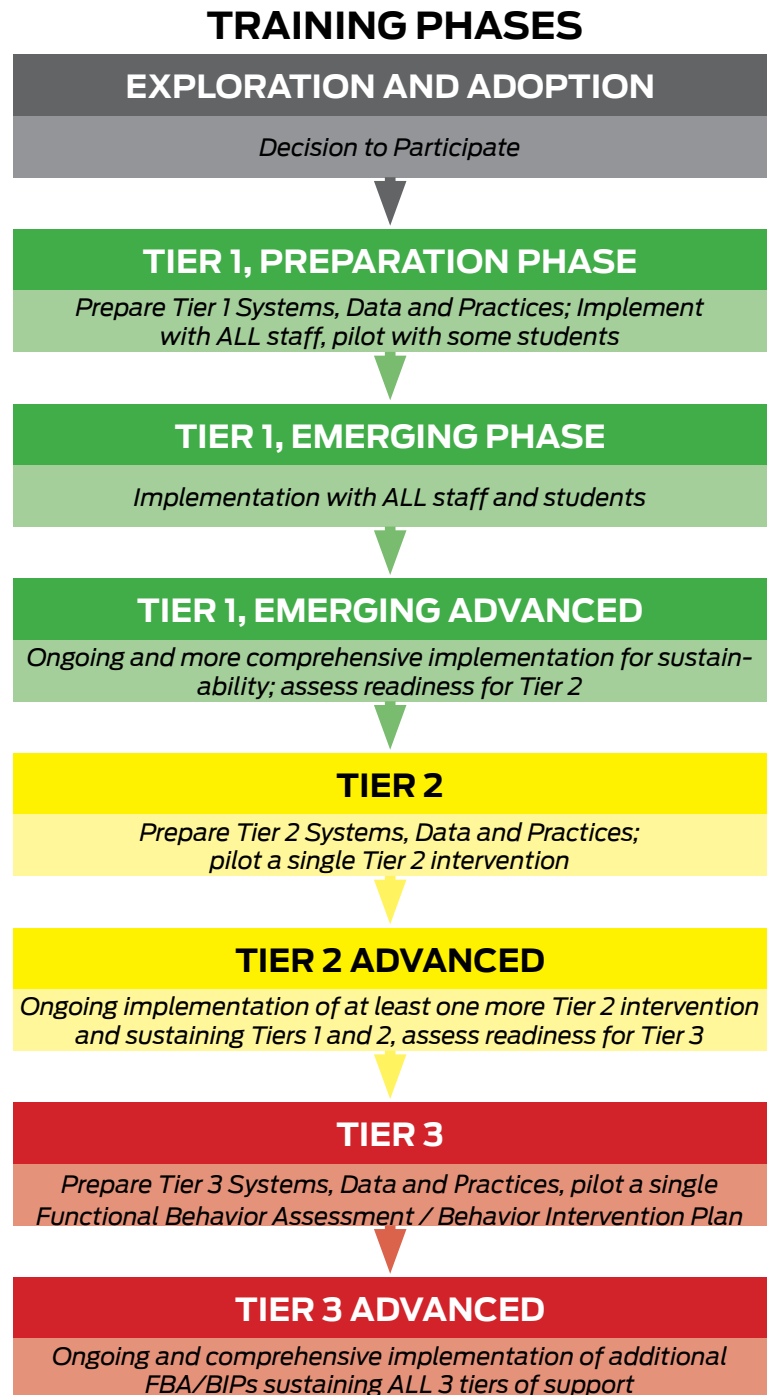 TRAINING PHASES
EXPLORATION AND ADOPTION
Decision to Participate
TIER 1, PREPARATION PHASE
Prepare Tier 1 Systems, Data and Practices; Implement
with ALL staff, pilot with some students
TIER 1, EMERGING PHASE
Implementation with ALL staff and students
TIER 1, EMERGING ADVANCED
Ongoing and more comprehensive implementation for sustain-
ability; assess readiness for Tier 2
TIER 2
Prepare Tier 2 Systems, Data and Practices;
pilot a single Tier 2 intervention
TIER 2 ADVANCED
Ongoing implementation of at least one more Tier 2 intervention
and sustaining Tiers 1 and 2, assess readiness for Tier 3
TIER 3
Prepare Tier 3 Systems, Data and Practices, pilot a single
Functional Behavior Assessment / Behavior Intervention Plan
TIER 3 ADVANCED
Ongoing and comprehensive implementation of additional
FBA/BIPs sustaining ALL 3 tiers of support